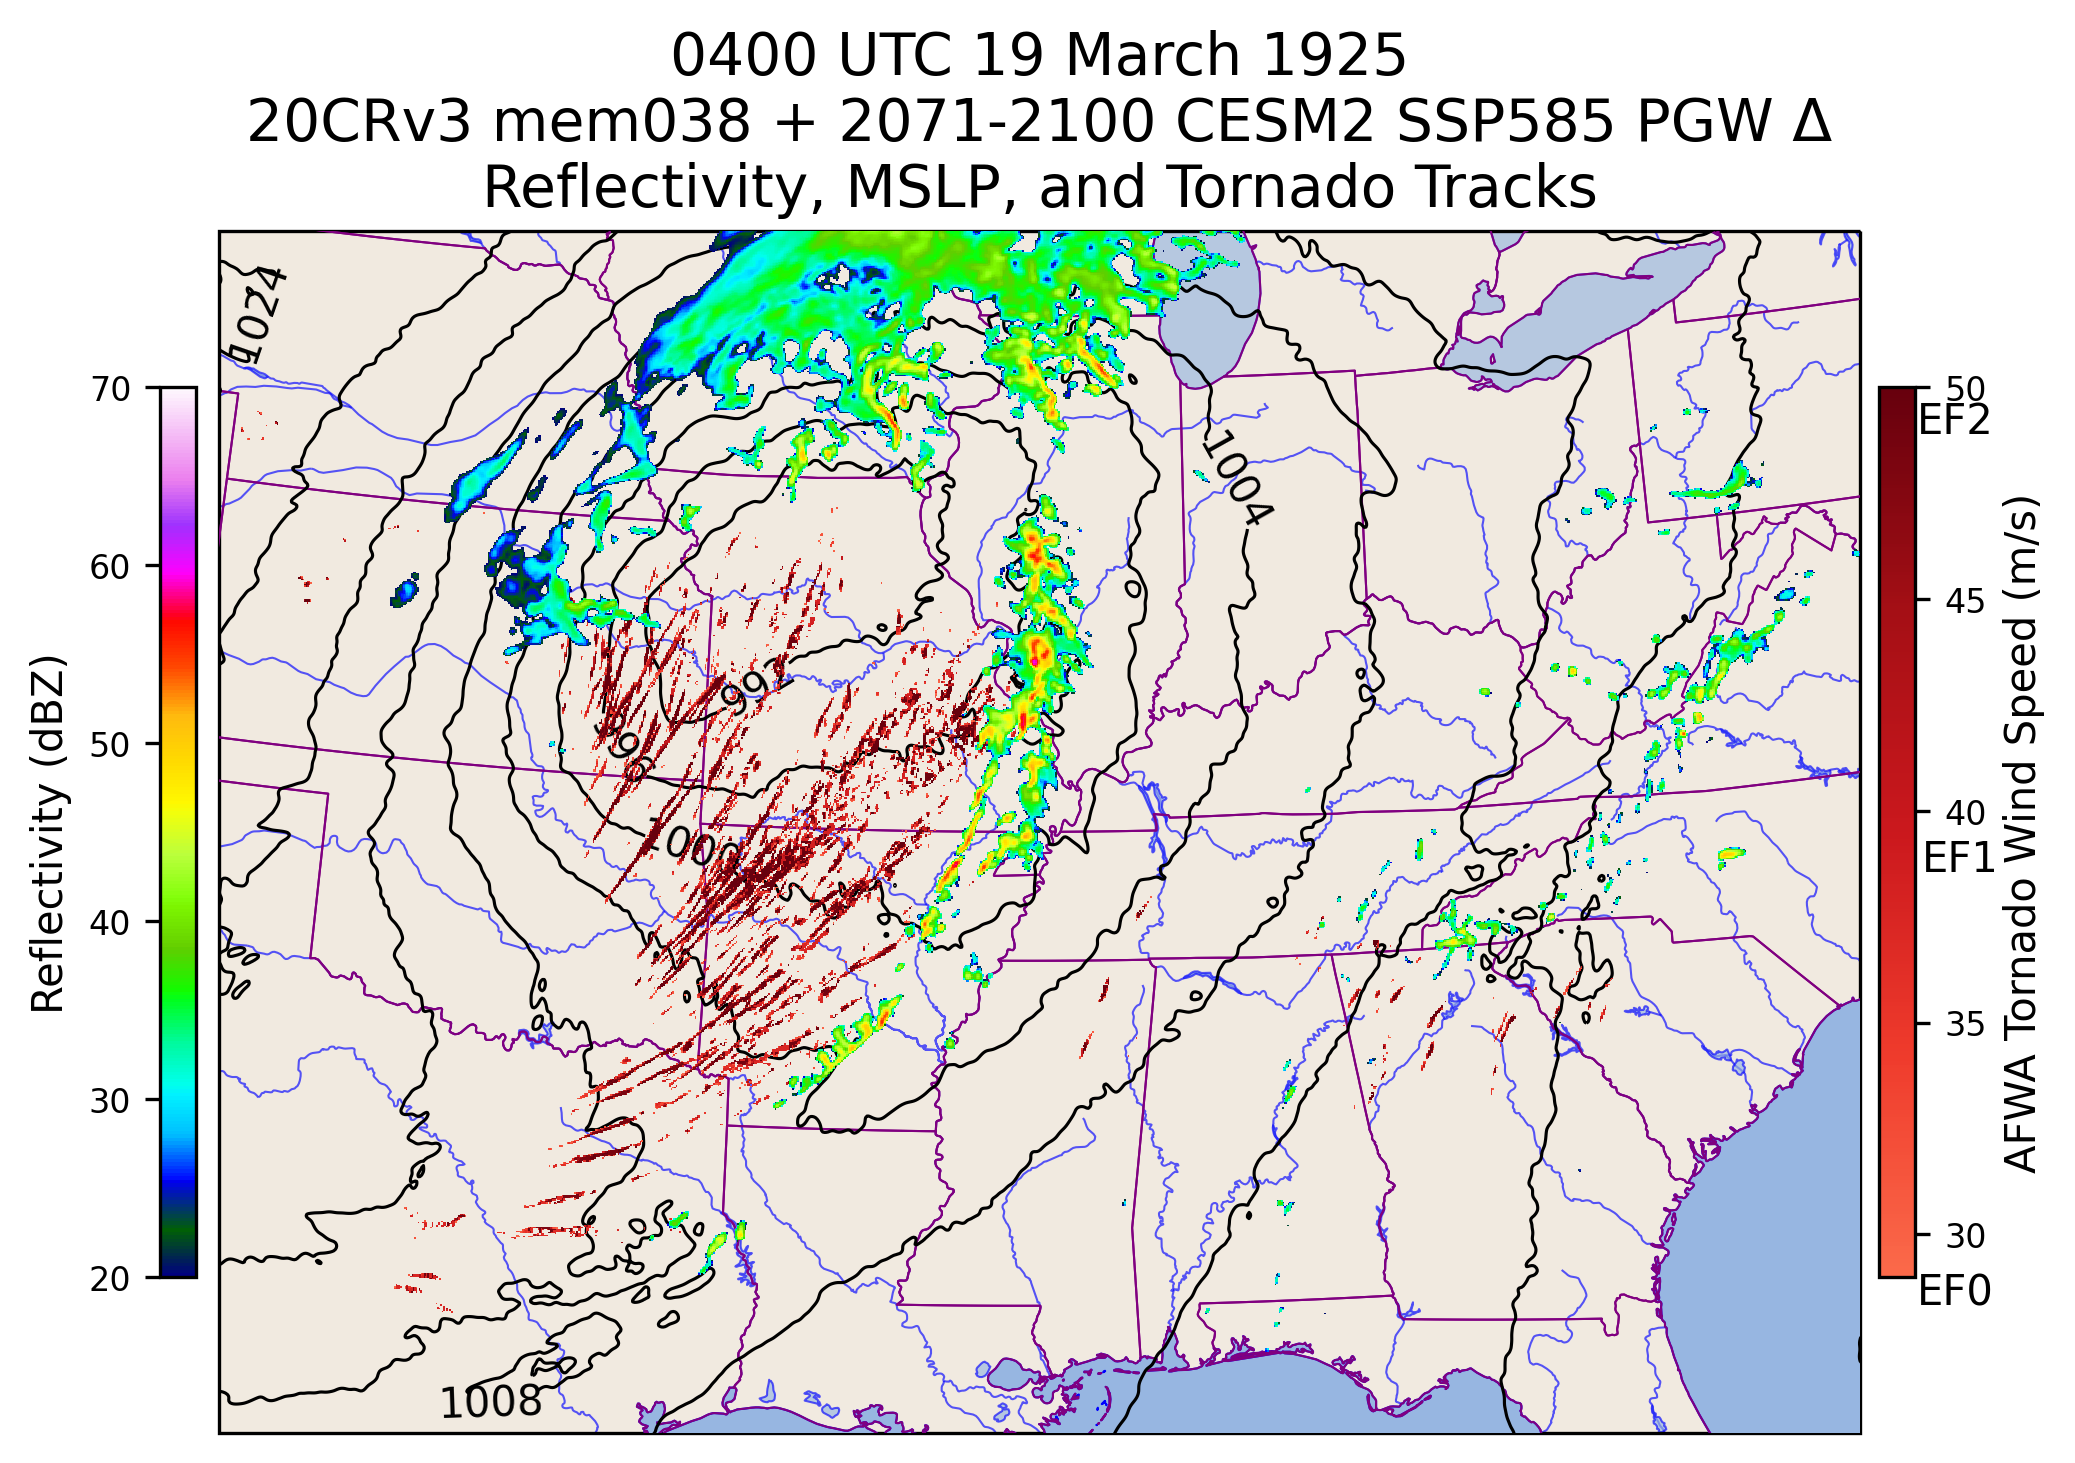 0400 UTC 19 March 1925
20CRv3 mem038 + 2071-2100 CESM2 SSP585 PGW Δ
Reflectivity, MSLP, and Tornado Tracks
1024
1004
992
996
1000
1008
70
60
50
40
30
20
Reflectivity (dBZ)
50
EF2
45
40
EF1
35
30
EF0
AFWA Tornado Wind Speed (m/s)